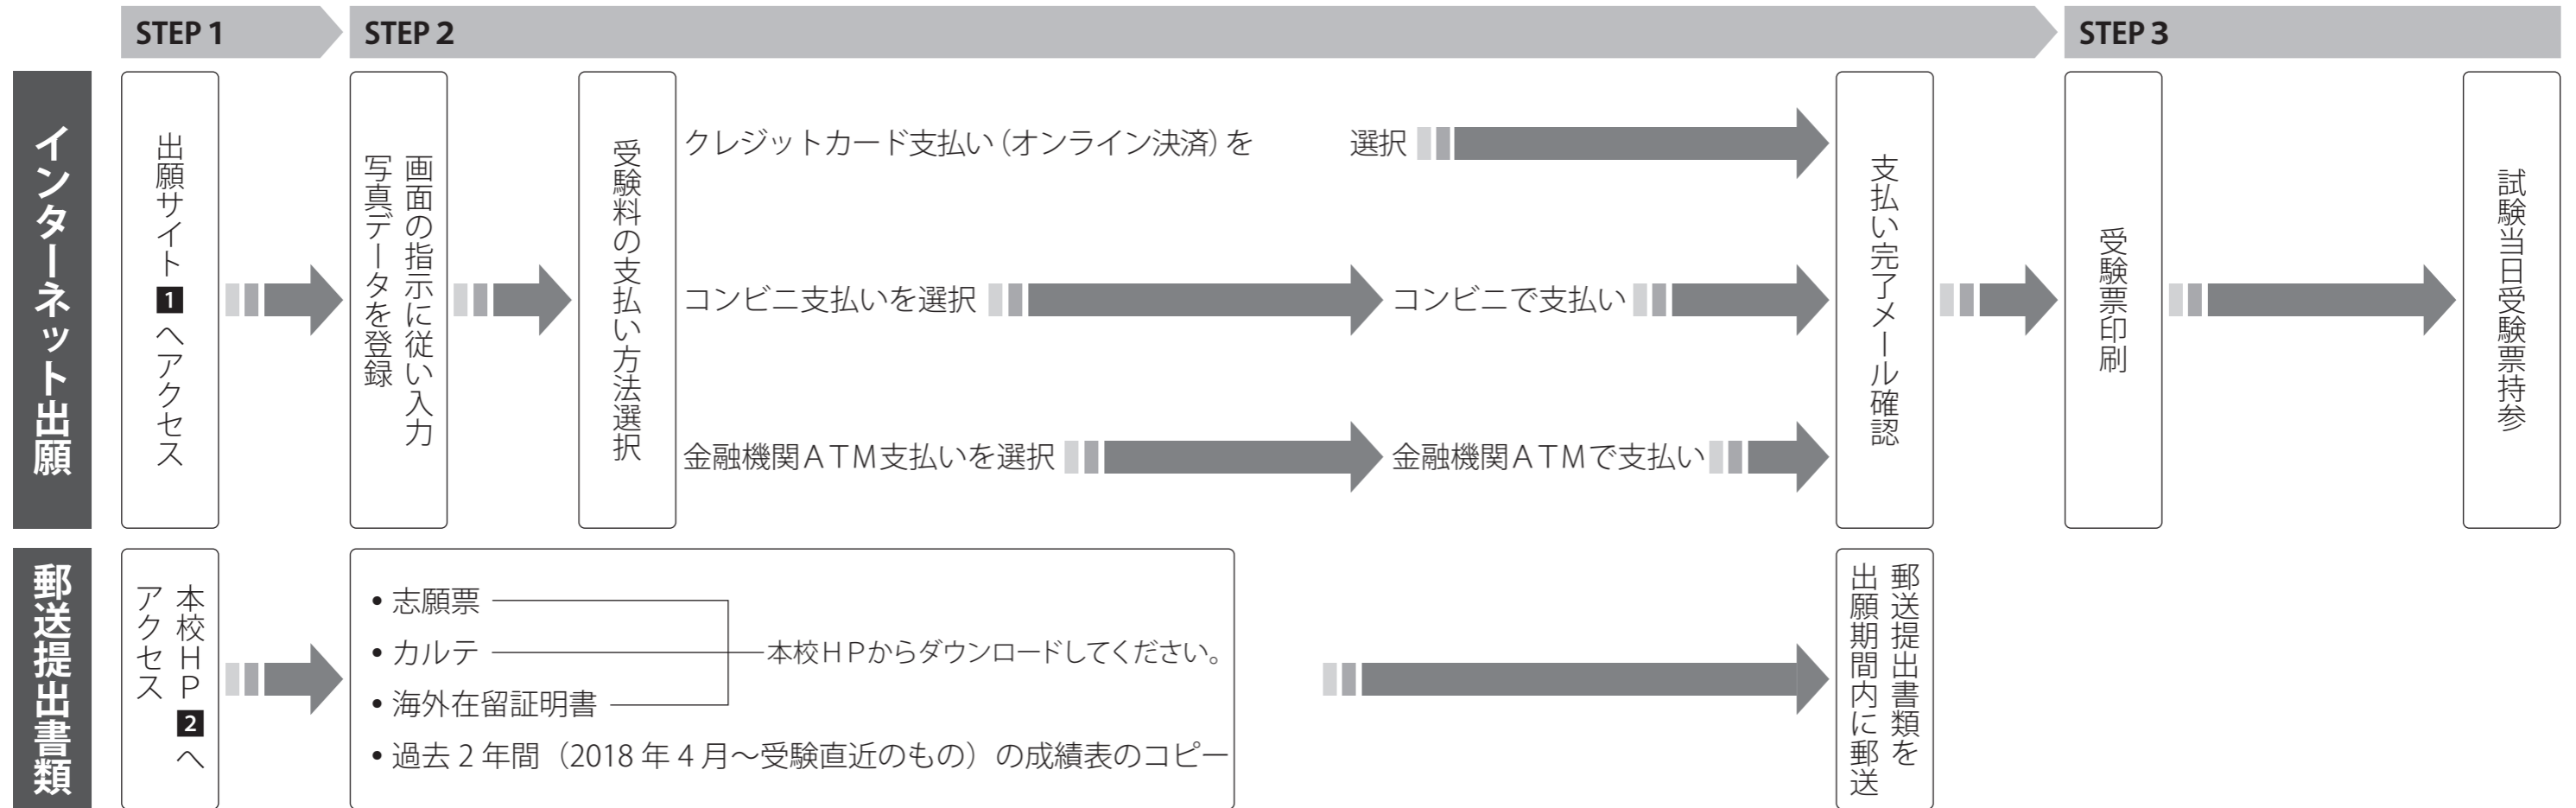 STEP 1
STEP 2
STEP 3
インターネット出願
出願サイト1へアクセス
画面の指示に従い入力
写真データを登録
受験料の支払い方法選択
クレジットカード支払い(オンライン決済)を 選択
コンビニ支払いを選択
コンビニで支払い
金融機関ATM支払いを選択
金融機関ATMで支払い
支払い完了メール確認
受験票印刷
試験当日受験票持参
郵送提出書類
本校HP2へ
アクセス
• 志願票
• カルテ
• 海外在留証明書
本校HPからダウンロードしてください。
• 過去2年間(2018年4月〜受験直近のもの)の成績表のコピー
郵送提出書類を
出願期間内に郵送